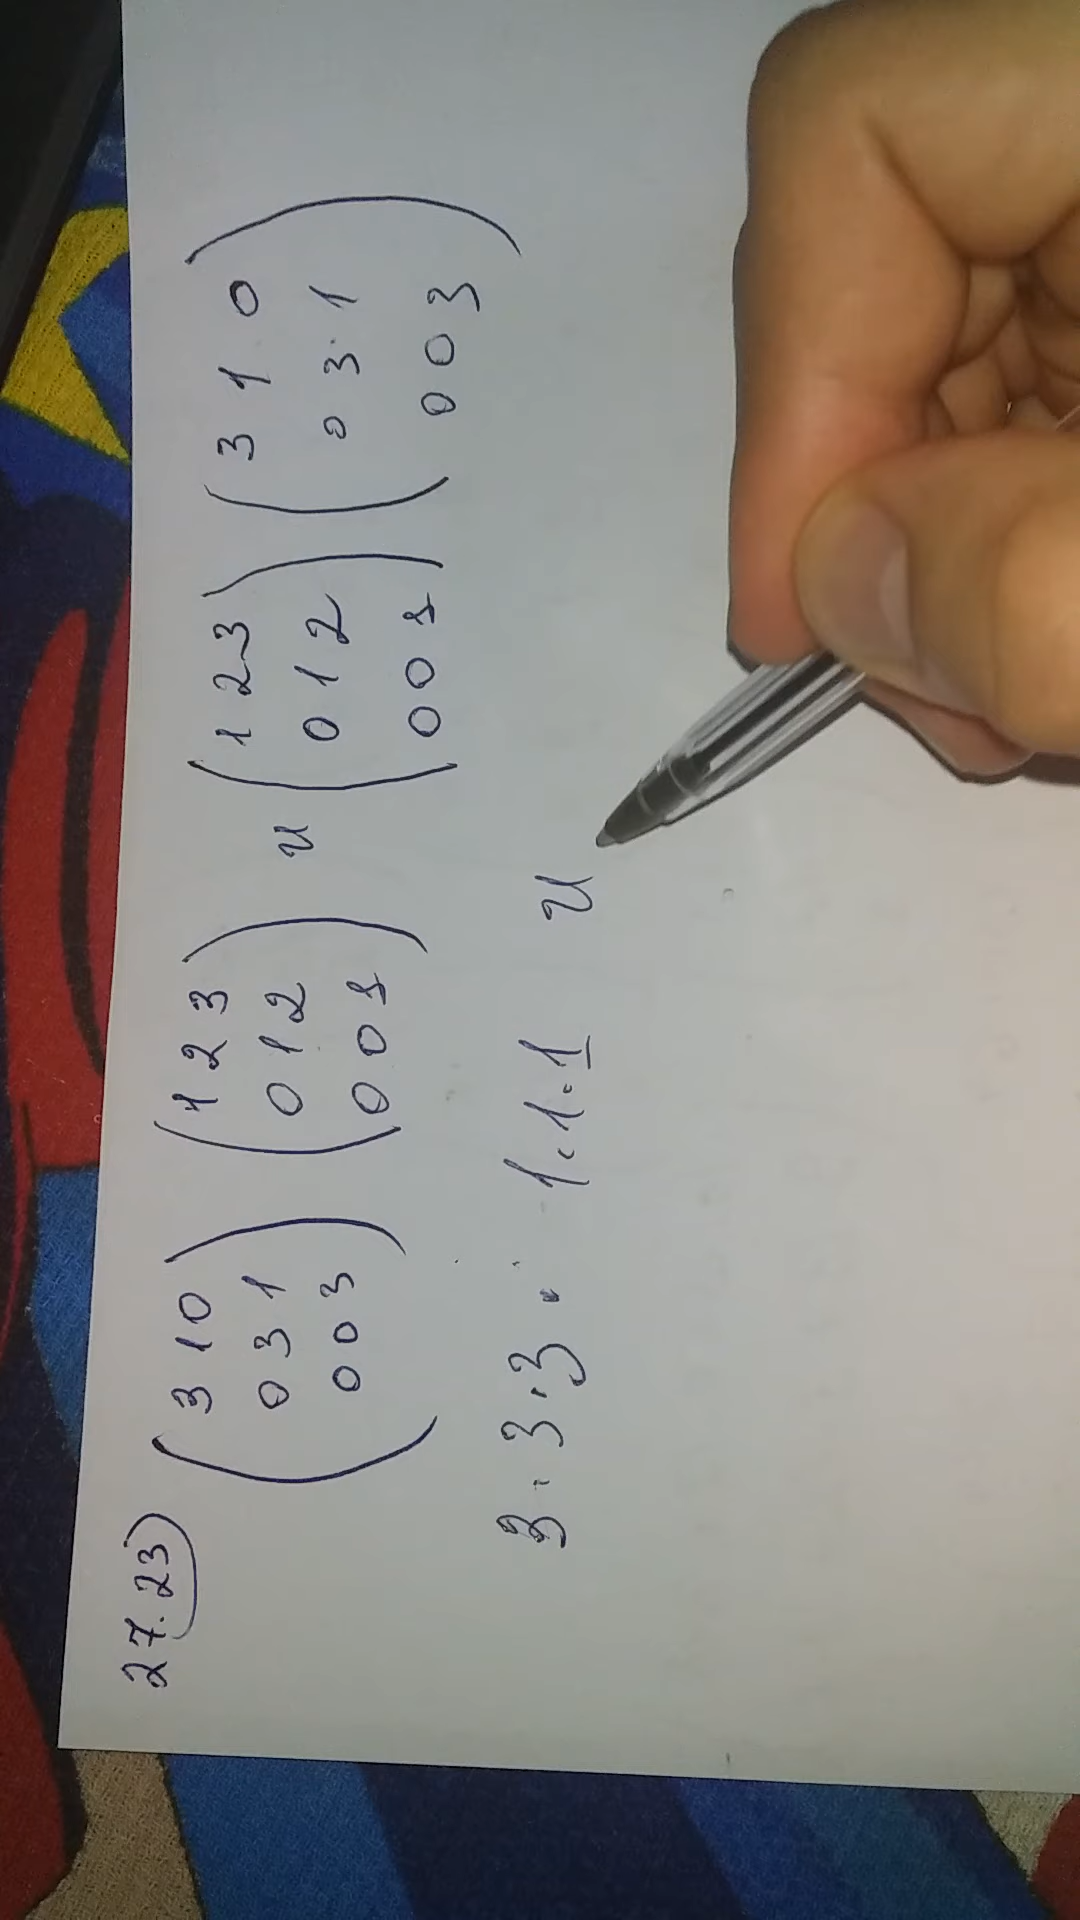 27.23)
(3 1 0) (1 2 3) (1 2 3) (3 1 0)
(0 3 1) (0 1 2) и (0 1 2) (0 3 1)
(0 0 3) (0 0 1) (0 0 1) (0 0 3)
3 · 3 · 3 · 1 · 1 · 1 и